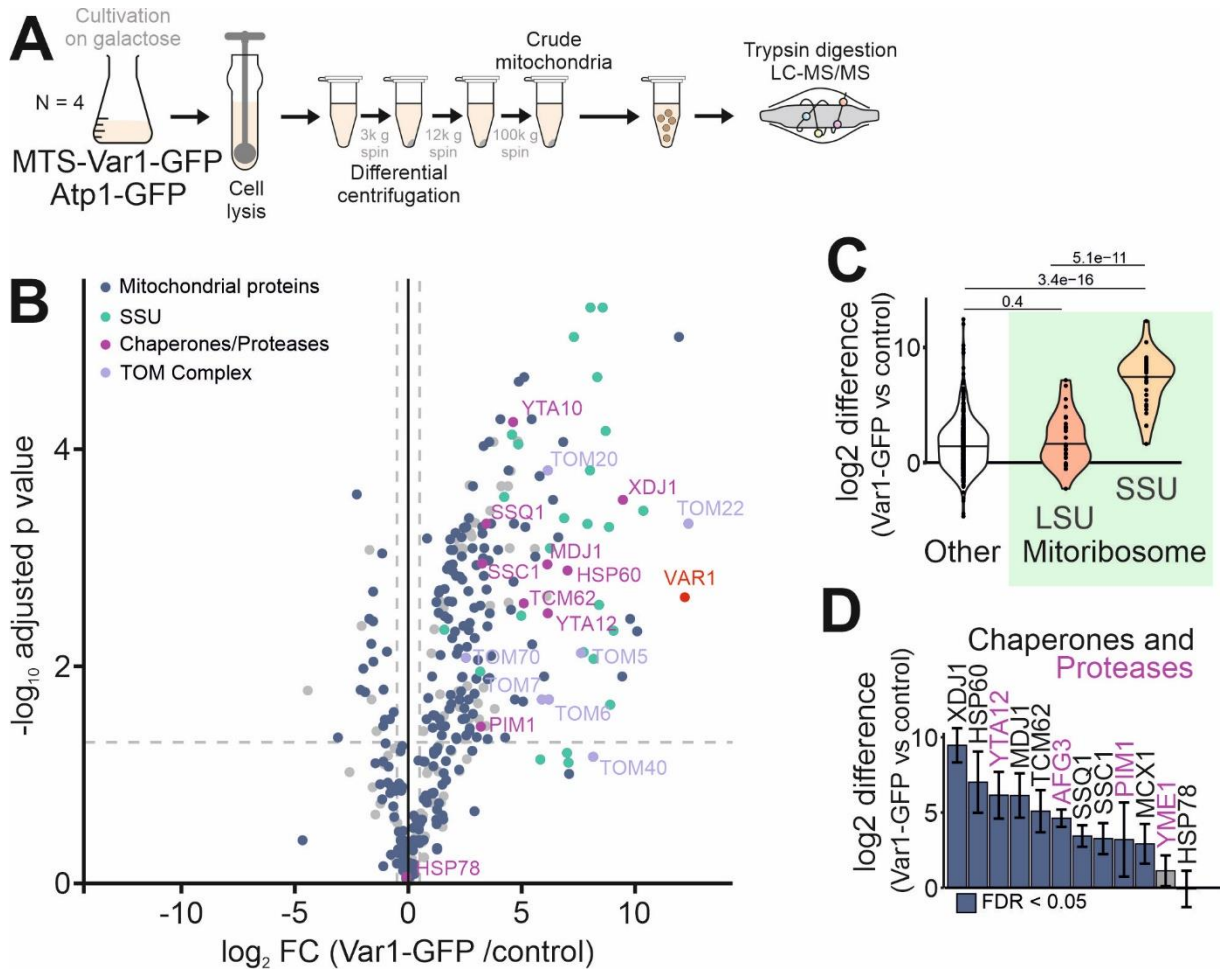 A
Cultivation
on galactose
N = 4
MTS-Var1-GFP
Atp1-GFP
Cell
lysis
3k g
spin
12k g
spin
100k g
spin
Differential
centrifugation
Crude
mitochondria
Trypsin digestion
LC-MS/MS
B
Mitochondrial proteins
SSU
Chaperones/Proteases
TOM Complex
-log10 adjusted p value
4
2
0
YTA10
TOM20
XDJ1
TOM22
SSQ1
MDJ1
SSC1
HSP60
VAR1
TCM62
YTA12
TOM70
TOM5
TOM7
TOM6
PIM1
TOM40
HSP78
-10
-5
0
5
10
log2 FC (Var1-GFP /control)
C
5.1e−11
3.4e−16
0.4
log2 difference
(Var1-GFP vs control)
10
0
SSU
LSU
Other
Mitoribosome
D
Chaperones and
Proteases
log2 difference
(Var1-GFP vs control)
10
5
0
XDJ1
HSP60
YTA12
MDJ1
TCM62
AFG3
SSQ1
SSC1
PIM1
MCX1
YME1
HSP78
FDR < 0.05